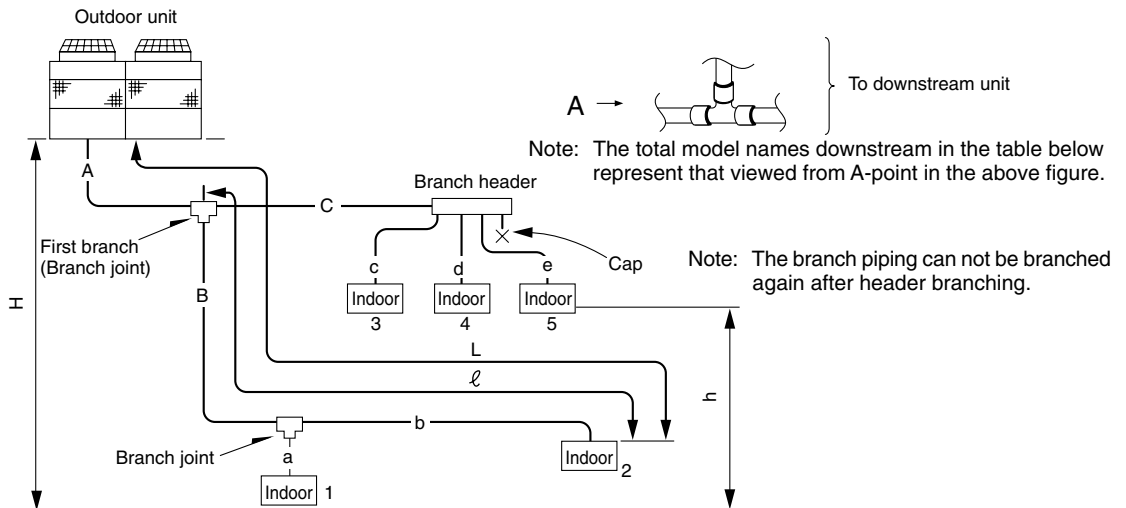 Outdoor unit
A
To downstream unit
Note: The total model names downstream in the table below
represent that viewed from A-point in the above figure.
A
Branch header
C
First branch
(Branch joint)
Cap
Note: The branch piping can not be branched
again after header branching.
c
d
e
B
H
Indoor
Indoor
Indoor
3
4
5
L
ℓ
h
b
Branch joint
a
Indoor
2
Indoor 1